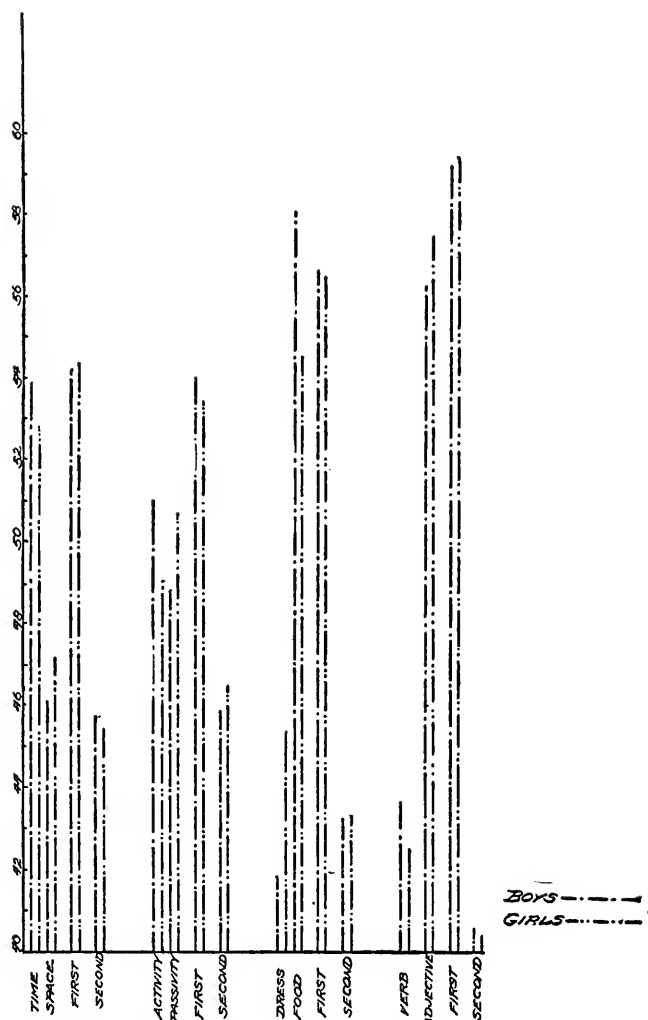 60
58
56
54
52
50
48
46
44
42
40
TIME
SPACE
FIRST
SECOND
ACTIVITY
PASSIVITY
FIRST
SECOND
DRESS
FOOD
FIRST
SECOND
VERB
ADJECTIVE
FIRST
SECOND
BOYS
GIRLS